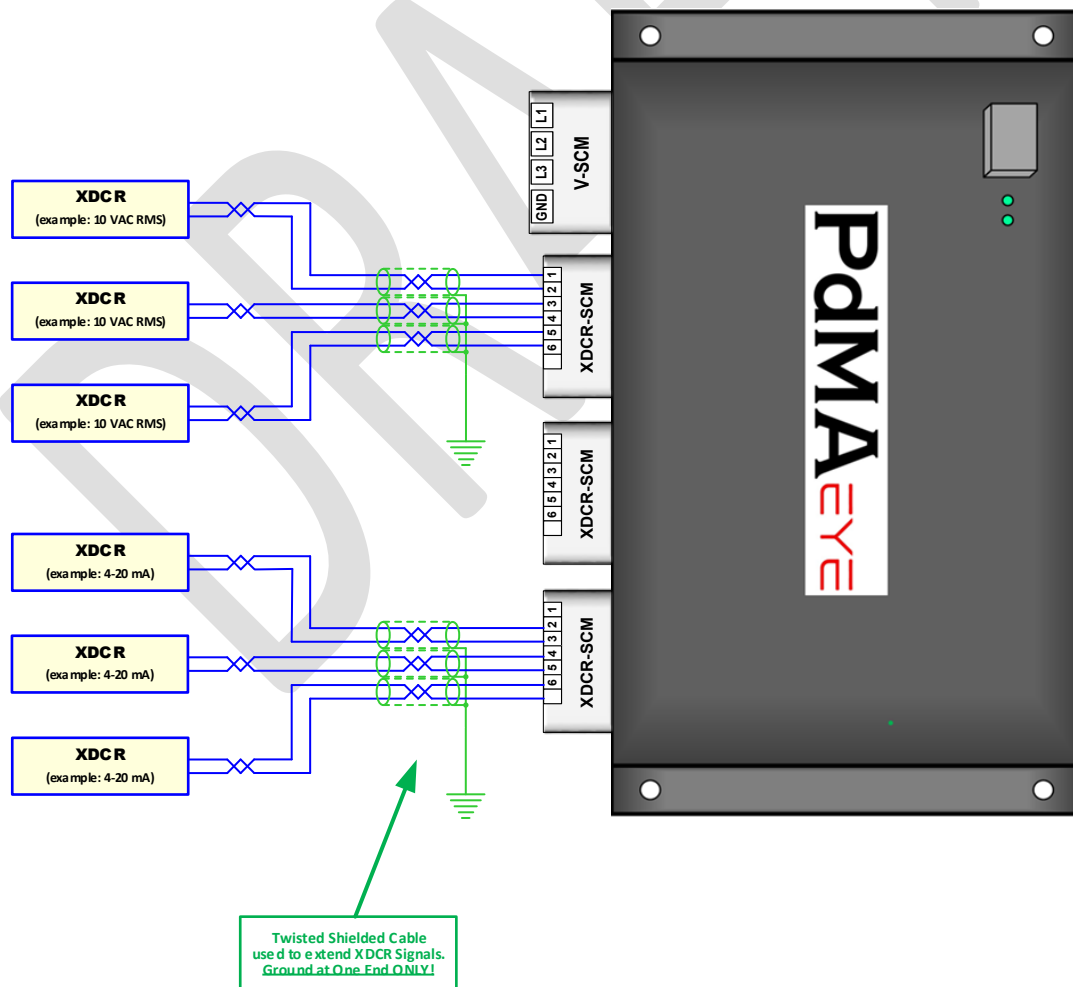 DRA
L1
L2
L3
GND
V-SCM
XDCR
(example: 10 VAC RMS)
XDCR
(example: 10 VAC RMS)
XDCR
(example: 10 VAC RMS)
1
2
3
4
5
6
XDCR-SCM
1
2
3
4
5
6
XDCR-SCM
XDCR
(example: 4-20 mA)
XDCR
(example: 4-20 mA)
XDCR
(example: 4-20 mA)
1
2
3
4
5
6
XDCR-SCM
PdMA EYE
Twisted Shielded Cable
used to extend XDCR Signals.
Ground at One End ONLY!